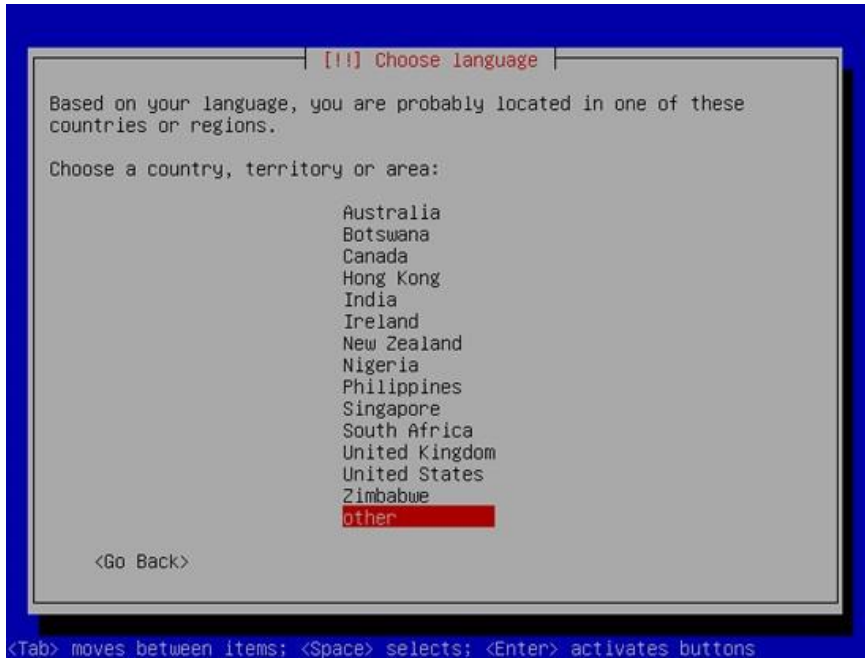 [!!] Choose language
Based on your language, you are probably located in one of these
countries or regions.
Choose a country, territory or area:
Australia
Botswana
Canada
Hong Kong
India
Ireland
New Zealand
Nigeria
Philippines
Singapore
South Africa
United Kingdom
United States
Zimbabwe
other
<Go Back>
<Tab> moves between items; <Space> selects; <Enter> activates buttons